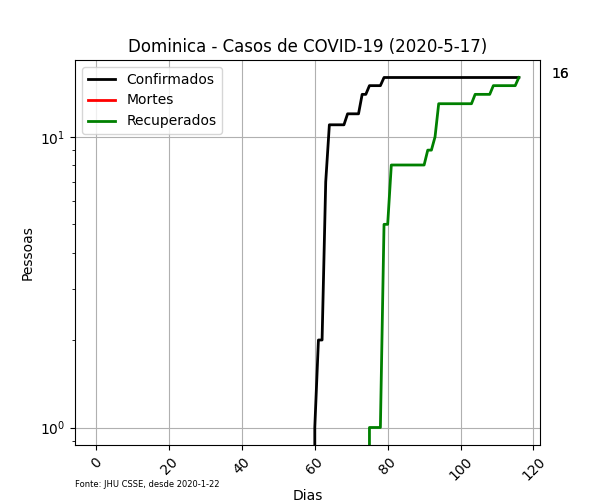 Dominica - Casos de COVID-19 (2020-5-17)
Confirmados
Mortes
Recuperados
16
10¹
10⁰
Pessoas
0 20 40 60 80 100 120
Fonte: JHU CSSE, desde 2020-1-22
Dias